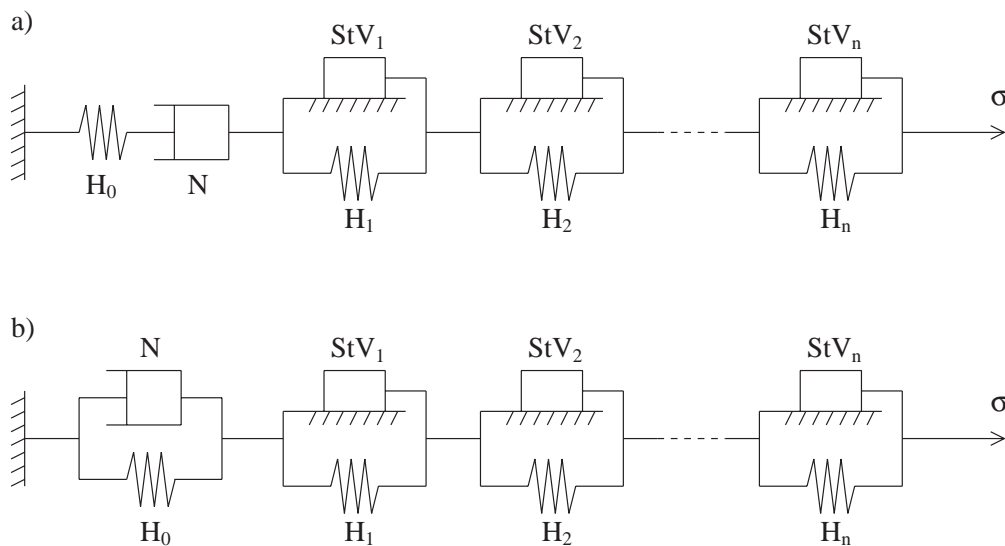 a)
StV₁ StV₂ StVₙ
σ
H₀ N
H₁ H₂ Hₙ
b)
N StV₁ StV₂ StVₙ
σ
H₀ H₁ H₂ Hₙ